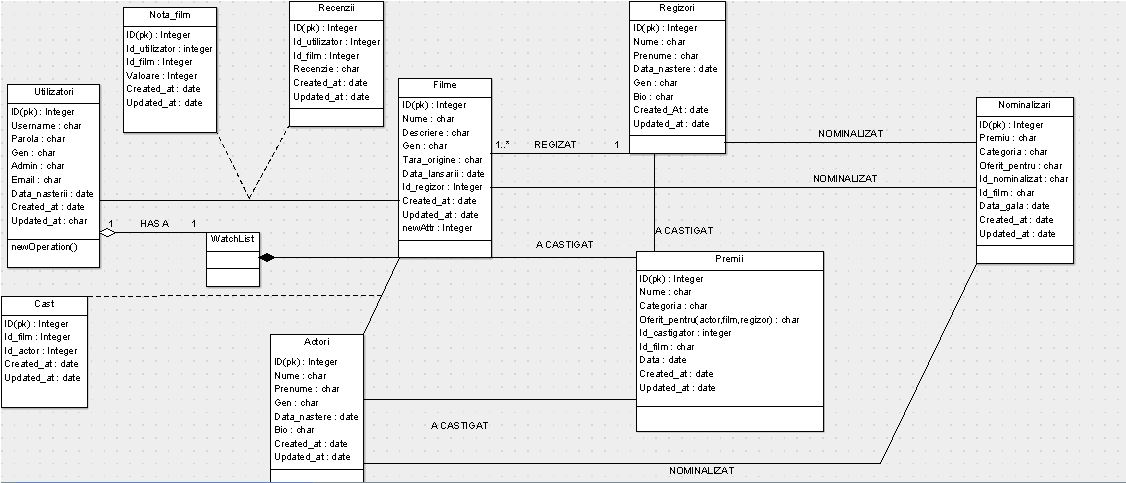 Nota_film
ID(pk) : Integer
Id_utilizator : integer
Id_film : Integer
Valoare : Integer
Created_at : date
Updated_at : date
Recenzii
ID(pk) : Integer
Id_utilizator : Integer
Id_film : Integer
Recenzie : char
Created_at : date
Updated_at : date
Regizori
ID(pk) : Integer
Nume : char
Prenume : char
Data_nastere : date
Gen : char
Bio : char
Created_At : date
Updated_at : date
Utilizatori
ID(pk) : Integer
Username : char
Parola : char
Gen : char
Admin : char
Email : char
Data_nasterii : date
Created_at : date
Updated_at : char
newOperation()
Filme
ID(pk) : Integer
Nume : char
Descriere : char
Gen : char
Tara_origine : char
Data_lansarii : date
Id_regizor : Integer
Created_at : date
Updated_at : date
newAttr : Integer
Nominalizari
ID(pk) : Integer
Premiu : char
Categoria : char
Oferit_pentru : char
Id_nominalizat : char
Id_film : char
Data_gala : char
Created_at : date
Updated_at : date
1..*
REGIZAT
1
NOMINALIZAT
NOMINALIZAT
1
HAS A
1
WatchList
A CASTIGAT
A CASTIGAT
Premii
ID(pk) : Integer
Nume : char
Categoria : char
Oferit_pentru(actor,film,regizor) : char
Id_castigator : integer
Id_film : char
Data : date
Created_at : date
Updated_at : date
Cast
ID(pk) : Integer
Id_film : Integer
Id_actor : Integer
Created_at : date
Updated_at : date
Actori
ID(pk) : Integer
Nume : char
Prenume : char
Gen : char
Data_nastere : date
Bio : char
Created_at : date
Updated_at : date
A CASTIGAT
NOMINALIZAT